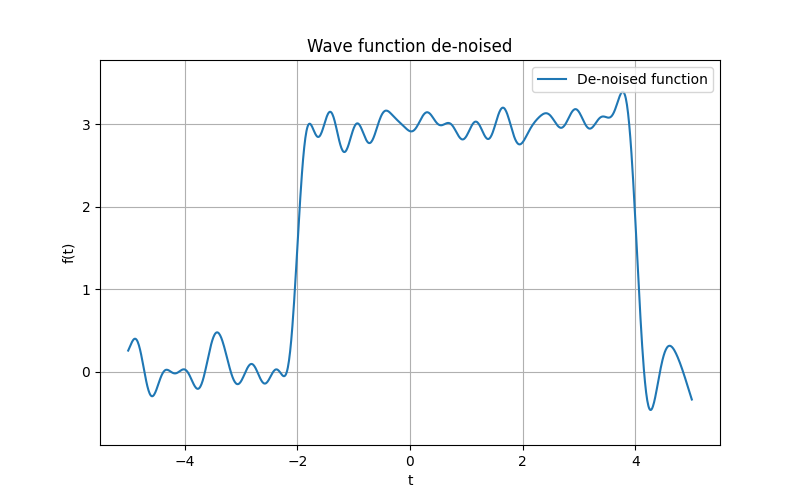 Wave function de-noised
De-noised function
3
2
1
0
f(t)
−4
−2
0
2
4
t